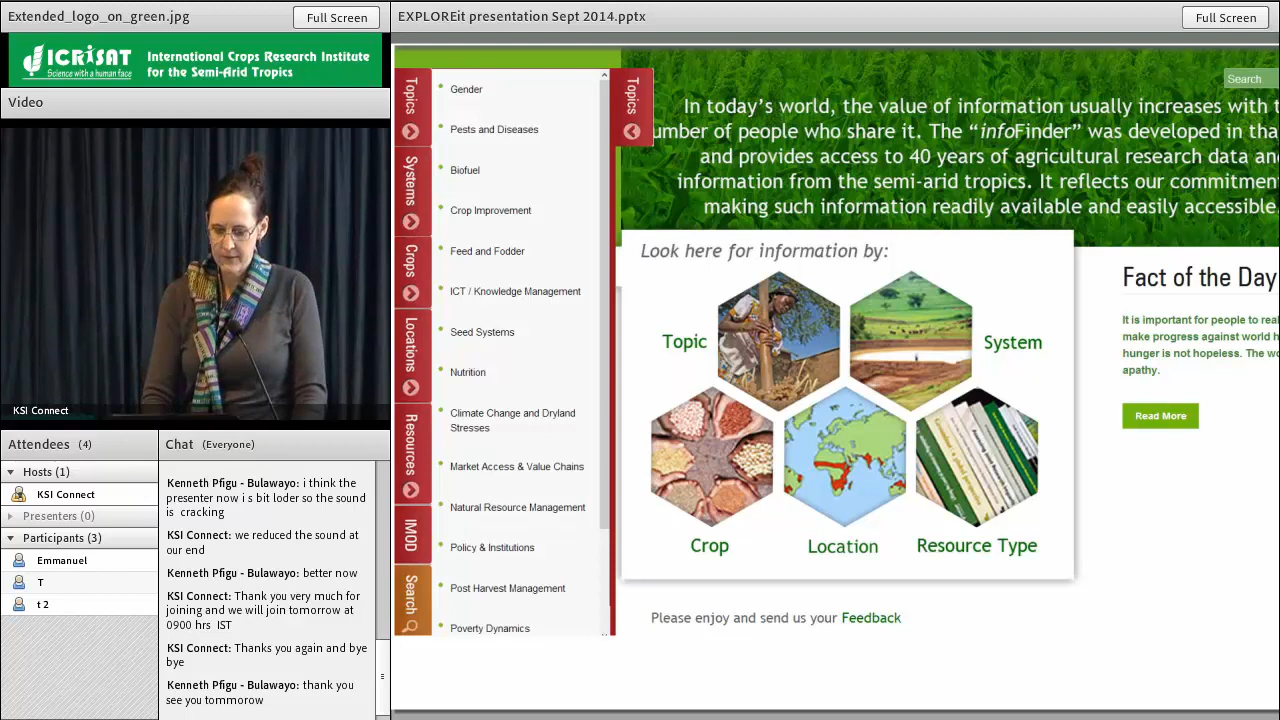 Extended_logo_on_green.jpg
Full Screen
EXPLOREit presentation Sept 2014.pptx
Full Screen
ICRISAT
Science with a human face
International Crops Research Institute
for the Semi-Arid Tropics
Video
KSI Connect
Attendees (4)
Hosts (1)
KSI Connect
Presenters (0)
Participants (3)
Emmanuel
T
t 2
Chat (Everyone)
Kenneth Pfigu - Bulawayo: i think the
presenter now i s bit loder so the sound
is cracking
KSI Connect: we reduced the sound at
our end
Kenneth Pfigu - Bulawayo: better now
KSI Connect: Thank you very much for
joining and we will join tomorrow at
0900 hrs IST
KSI Connect: Thanks you again and bye
bye
Kenneth Pfigu - Bulawayo: thank you
see you tommorow
Topics
Systems
Crops
Locations
Resources
IMOD
Search
Gender
Pests and Diseases
Biofuel
Crop Improvement
Feed and Fodder
ICT / Knowledge Management
Seed Systems
Nutrition
Climate Change and Dryland
Stresses
Market Access & Value Chains
Natural Resource Management
Policy & Institutions
Post Harvest Management
Poverty Dynamics
Topics
Search
In today's world, the value of information usually increases with t
umber of people who share it. The "infoFinder" was developed in tha
and provides access to 40 years of agricultural research data an
information from the semi-arid tropics. It reflects our commitmen
making such information readily available and easily accessible.
Look here for information by:
Topic
System
Crop
Location
Resource Type
Please enjoy and send us your Feedback
Fact of the Day
It is important for people to real
make progress against world h
hunger is not hopeless. The wo
apathy.
Read More